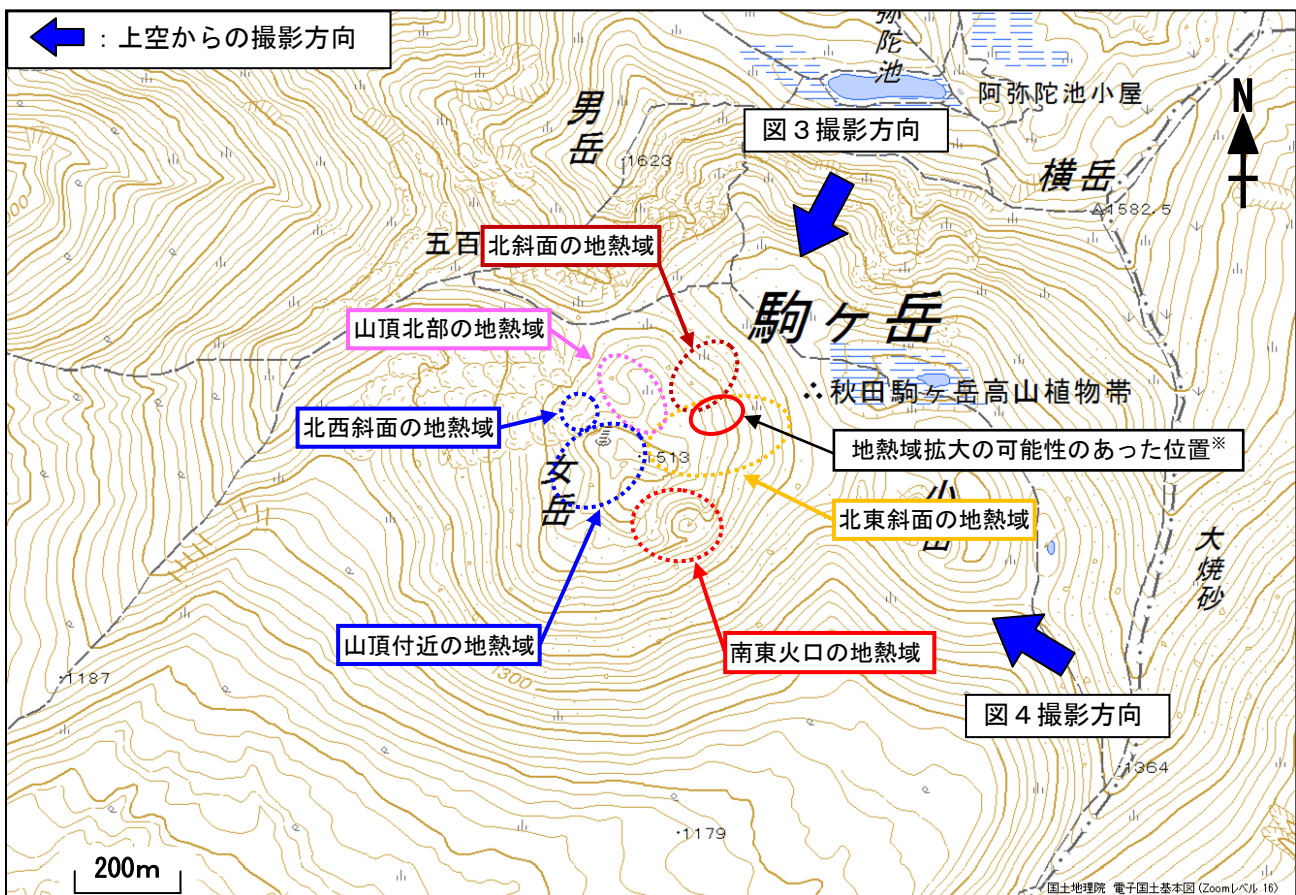 ：上空からの撮影方向
弥陀池
阿弥陀池小屋
N
男岳
図３撮影方向
・1623
横岳
△1582.5
五百
北斜面の地熱域
駒ヶ岳
山頂北部の地熱域
∴秋田駒ヶ岳高山植物帯
北西斜面の地熱域
地熱域拡大の可能性のあった位置※
・1513
女岳
小
岳
北東斜面の地熱域
大焼砂
山頂付近の地熱域
南東火口の地熱域
・1187
1300
図４撮影方向
・1364
・1179
200m
国土地理院 電子国土基本図(Zoomレベル 16)